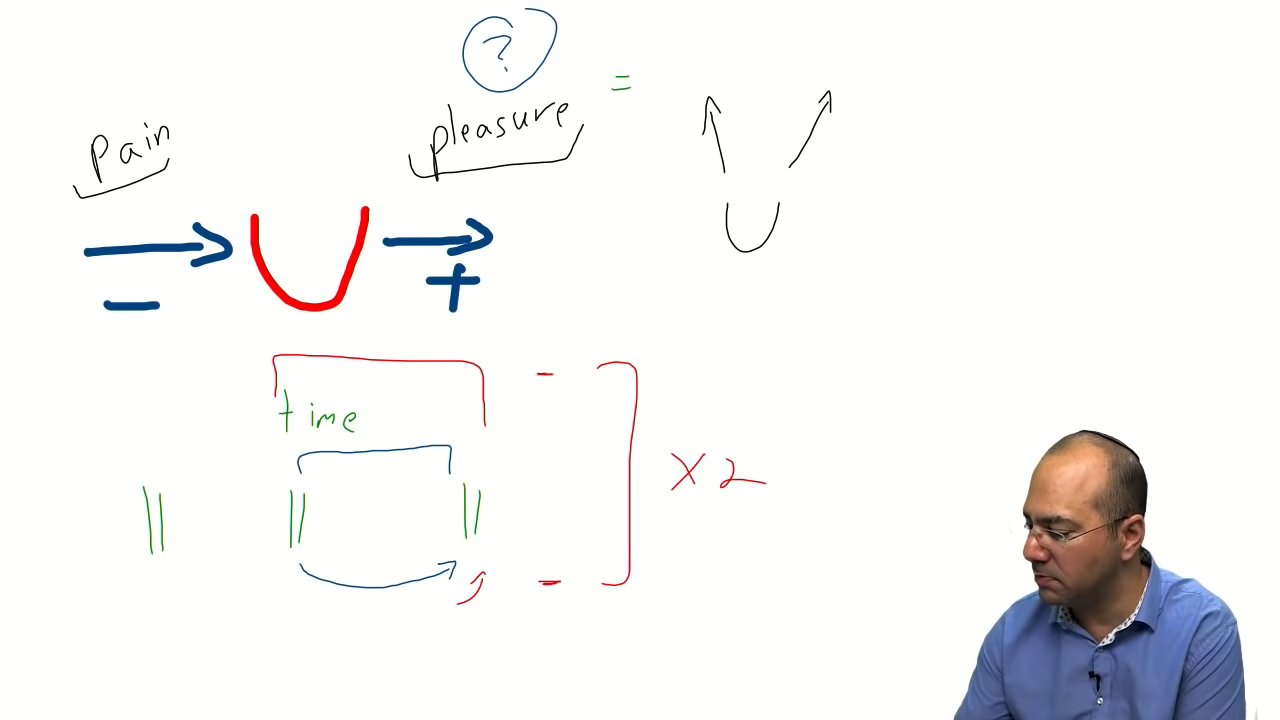 ?
=
Pain
pleasure
-
+
time
-
-
x2